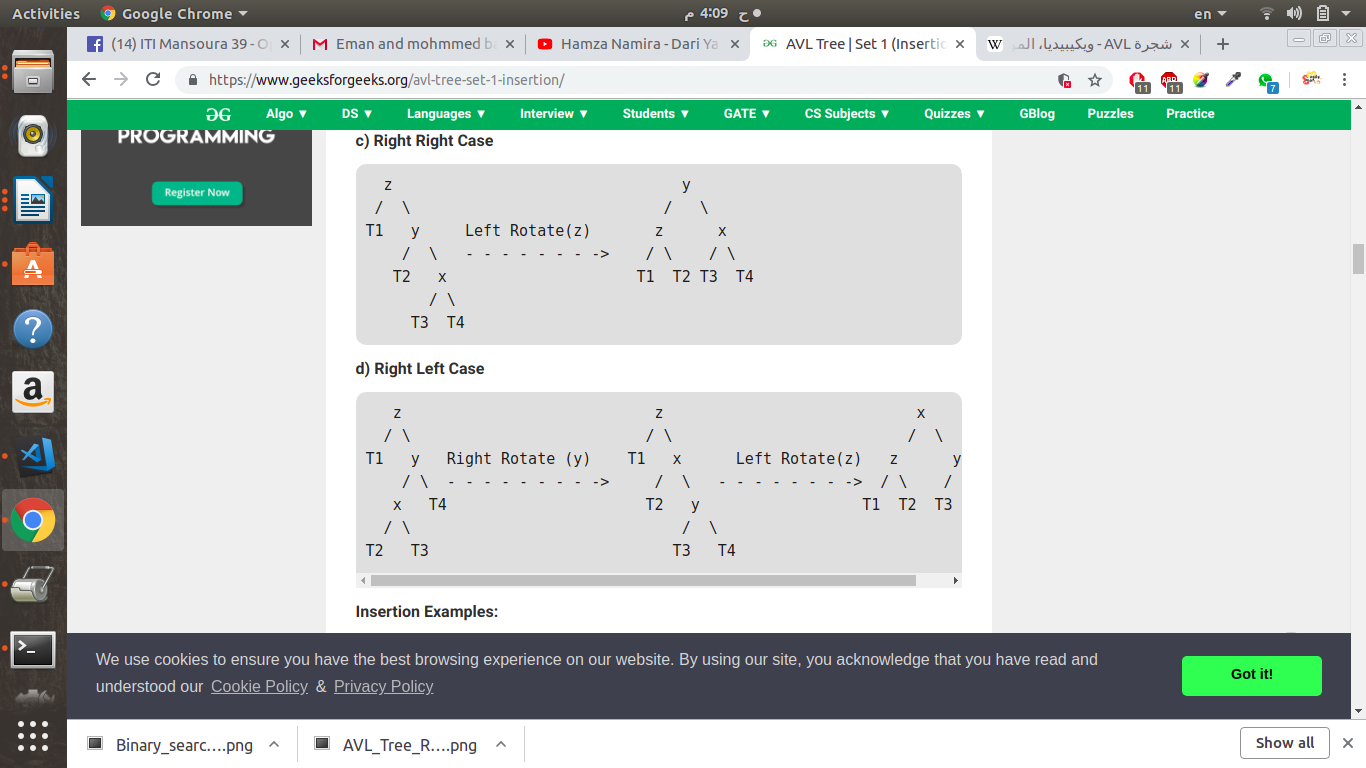 Activities Google Chrome ▾ ح 4:09 م en ▾
(14) ITI Mansoura 39 - O × Eman and mohmmed b × Hamza Namira - Dari Ya × AVL Tree | Set 1 (Insertio × شجرة AVL - ويكيبيديا، المو × +
https://www.geeksforgeeks.org/avl-tree-set-1-insertion/ 11 ABP 11 7
Algo ▼ DS ▼ Languages ▼ Interview ▼ Students ▼ GATE ▼ CS Subjects ▼ Quizzes ▼ GBlog Puzzles Practice
PROGRAMMING
Register Now
c) Right Right Case
z y
/ \ / \
T1 y Left Rotate(z) z x
/ \ - - - - - - - -> / \ / \
T2 x T1 T2 T3 T4
/ \
T3 T4
d) Right Left Case
z z x
/ \ / \ / \
T1 y Right Rotate (y) T1 x Left Rotate(z) z y
/ \ - - - - - - - - -> / \ - - - - - - - -> / \ /
x T4 T2 y T1 T2 T3
/ \ / \
T2 T3 T3 T4
Insertion Examples:
We use cookies to ensure you have the best browsing experience on our website. By using our site, you acknowledge that you have read and
understood our Cookie Policy & Privacy Policy
Got it!
Binary_searc....png AVL_Tree_R....png Show all ×